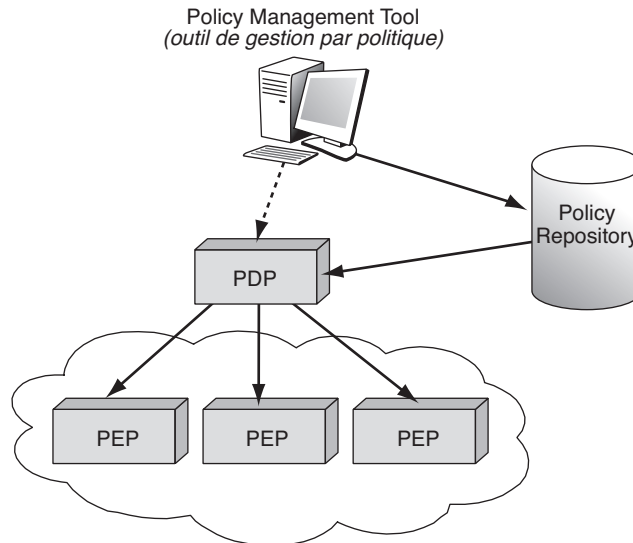 Policy Management Tool
(outil de gestion par politique)
Policy
Repository
PDP
PEP
PEP
PEP